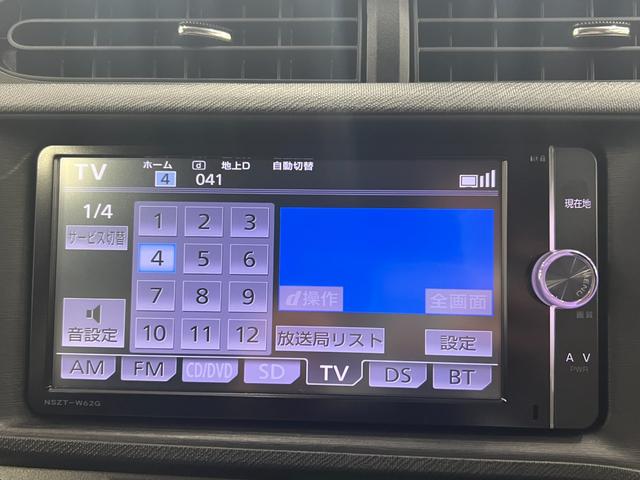 TV ホーム d 地上D 自動切替
4 041
1/4
サービス切替
1 2 3
4 5 6
7 8 9
10 11 12
音設定
d操作 全画面
放送局リスト 設定
AM FM CD/DVD SD TV DS BT
NSZT-W62G
現在地
MENU
画質
A V
PWR